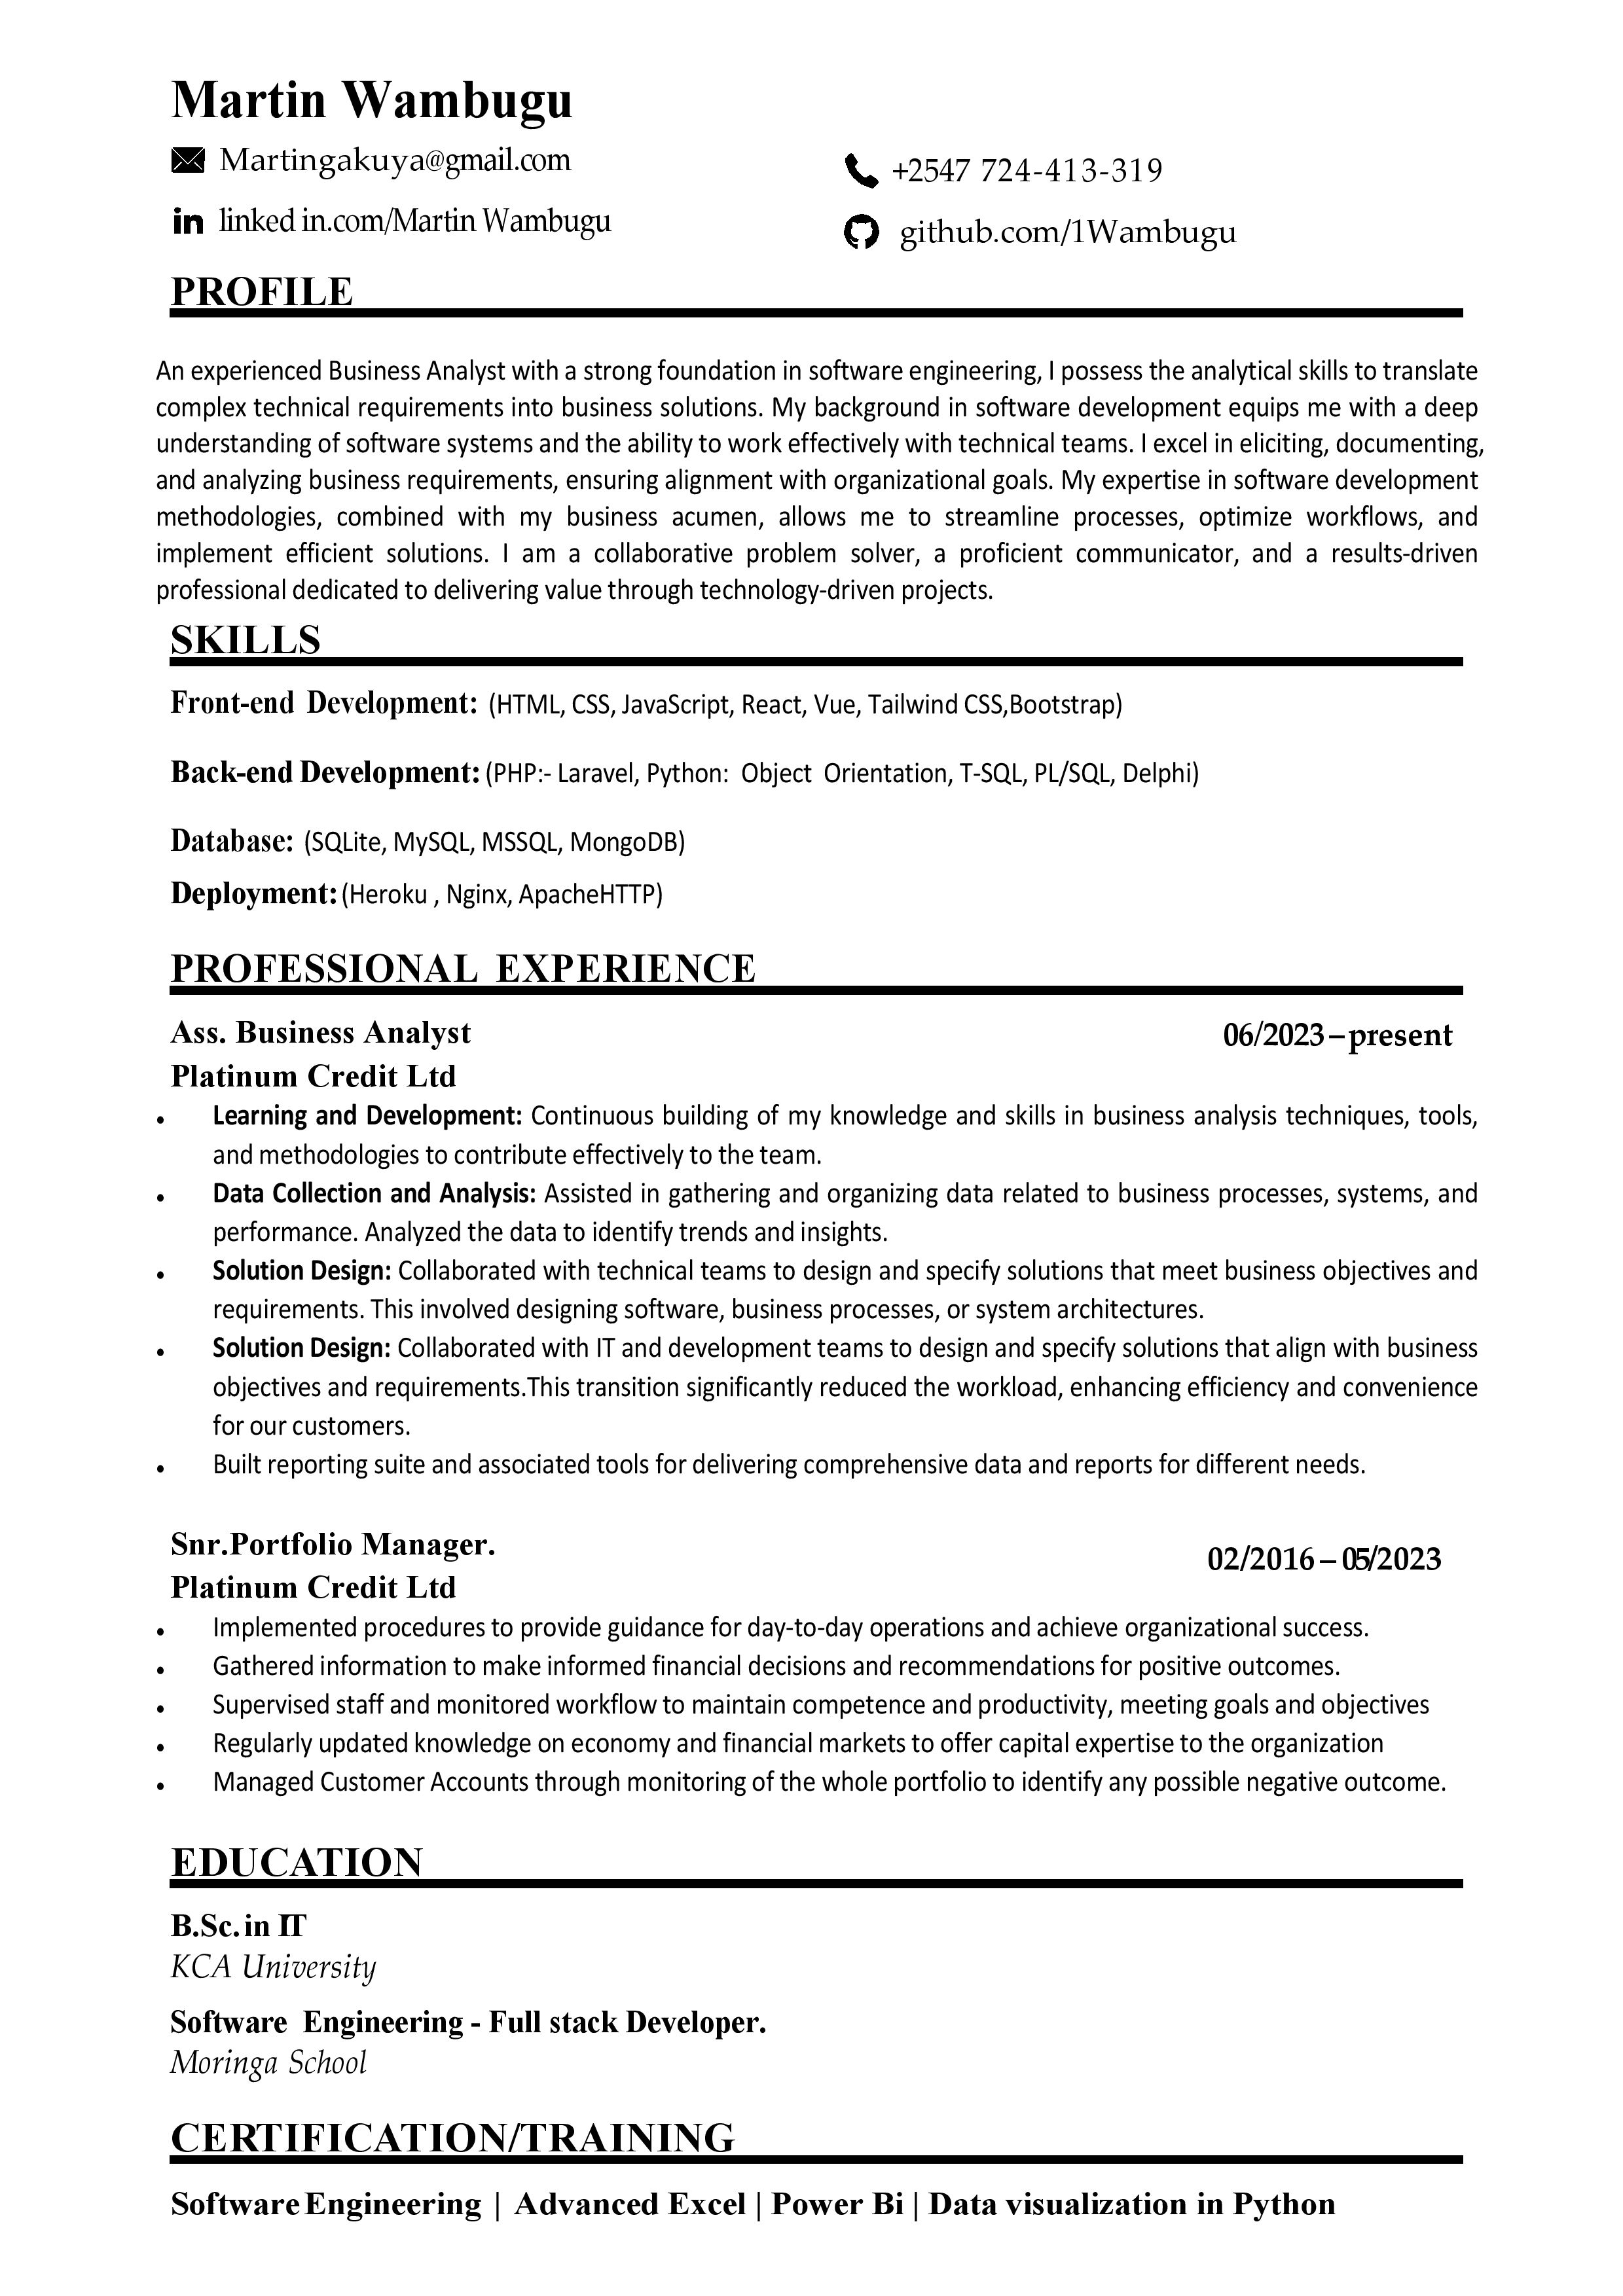 Martin Wambugu
Martingakuya@gmail.com
+2547 724-413-319
linked in.com/Martin Wambugu
github.com/1Wambugu
PROFILE
An experienced Business Analyst with a strong foundation in software engineering, I possess the analytical skills to translate
complex technical requirements into business solutions. My background in software development equips me with a deep
understanding of software systems and the ability to work effectively with technical teams. I excel in eliciting, documenting,
and analyzing business requirements, ensuring alignment with organizational goals. My expertise in software development
methodologies, combined with my business acumen, allows me to streamline processes, optimize workflows, and
implement efficient solutions. I am a collaborative problem solver, a proficient communicator, and a results-driven
professional dedicated to delivering value through technology-driven projects.
SKILLS
Front-end Development: (HTML, CSS, JavaScript, React, Vue, Tailwind CSS,Bootstrap)
Back-end Development: (PHP:- Laravel, Python: Object Orientation, T-SQL, PL/SQL, Delphi)
Database: (SQLite, MySQL, MSSQL, MongoDB)
Deployment: (Heroku , Nginx, ApacheHTTP)
PROFESSIONAL EXPERIENCE
Ass. Business Analyst 06/2023 – present
Platinum Credit Ltd
• Learning and Development: Continuous building of my knowledge and skills in business analysis techniques, tools,
and methodologies to contribute effectively to the team.
• Data Collection and Analysis: Assisted in gathering and organizing data related to business processes, systems, and
performance. Analyzed the data to identify trends and insights.
• Solution Design: Collaborated with technical teams to design and specify solutions that meet business objectives and
requirements. This involved designing software, business processes, or system architectures.
• Solution Design: Collaborated with IT and development teams to design and specify solutions that align with business
objectives and requirements.This transition significantly reduced the workload, enhancing efficiency and convenience
for our customers.
• Built reporting suite and associated tools for delivering comprehensive data and reports for different needs.
Snr.Portfolio Manager. 02/2016 – 05/2023
Platinum Credit Ltd
• Implemented procedures to provide guidance for day-to-day operations and achieve organizational success.
• Gathered information to make informed financial decisions and recommendations for positive outcomes.
• Supervised staff and monitored workflow to maintain competence and productivity, meeting goals and objectives
• Regularly updated knowledge on economy and financial markets to offer capital expertise to the organization
• Managed Customer Accounts through monitoring of the whole portfolio to identify any possible negative outcome.
EDUCATION
B.Sc. in IT
KCA University
Software Engineering - Full stack Developer.
Moringa School
CERTIFICATION/TRAINING
Software Engineering | Advanced Excel | Power Bi | Data visualization in Python